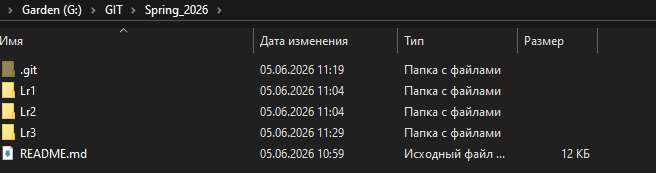 Garden (G:) > GIT > Spring_2026 >
Имя Дата изменения Тип Размер
.git 05.06.2026 11:19 Папка с файлами
Lr1 05.06.2026 11:04 Папка с файлами
Lr2 05.06.2026 11:04 Папка с файлами
Lr3 05.06.2026 11:29 Папка с файлами
README.md 05.06.2026 10:59 Исходный файл ... 12 КБ